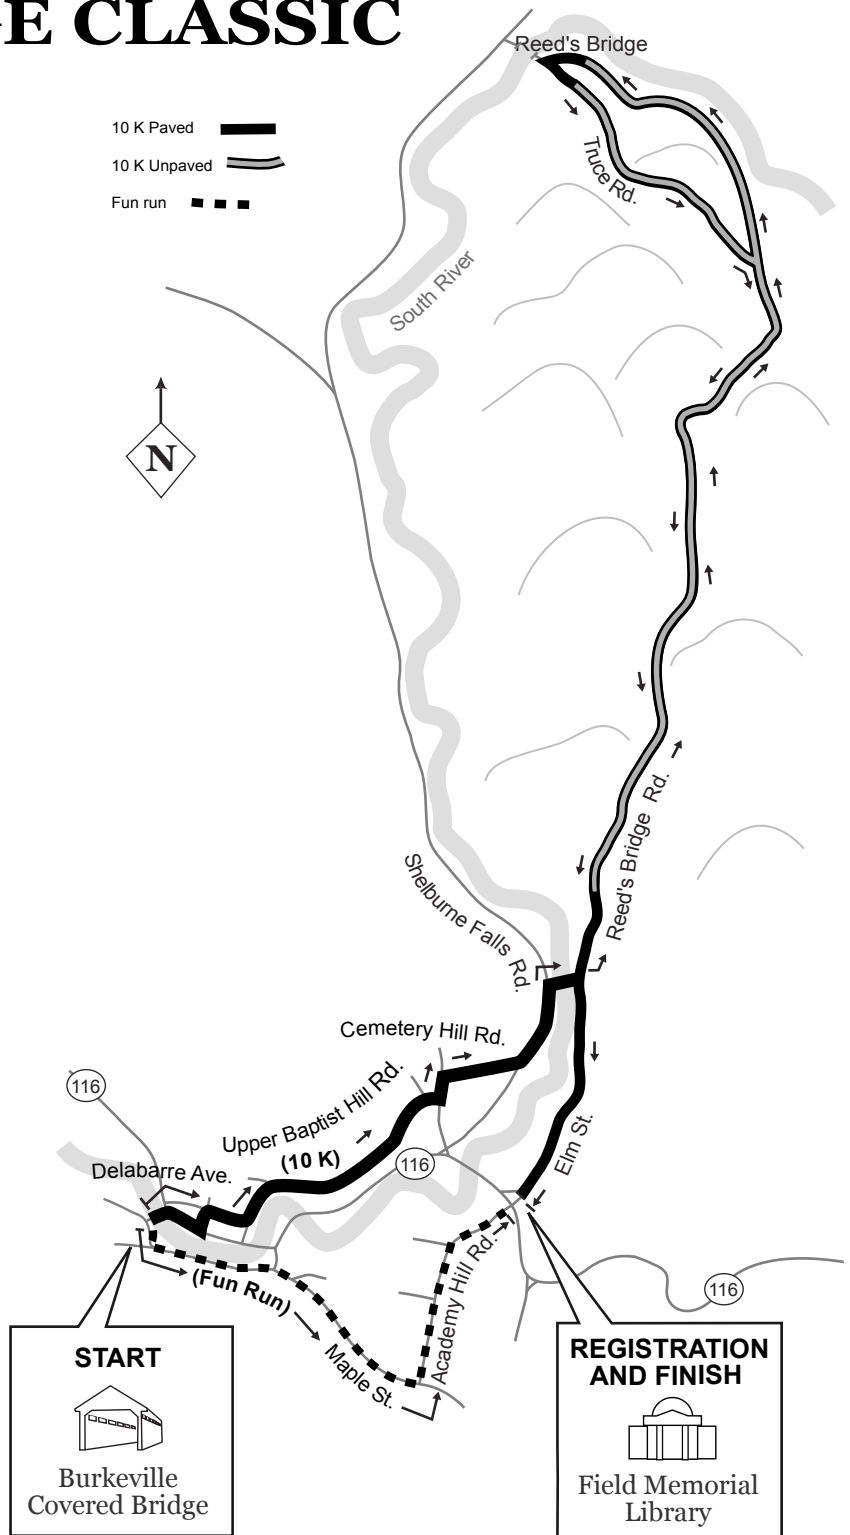 GE CLASSIC
Reed's Bridge
10 K Paved
10 K Unpaved
Fun run
Truce Rd.
South River
N
Reed's Bridge Rd.
Shelburne Falls Rd.
Cemetery Hill Rd.
Upper Baptist Hill Rd.
(10 K)
116
116
Delabarre Ave.
Elm St.
(Fun Run)
Academy Hill Rd.
Maple St.
116
START
Burkeville
Covered Bridge
REGISTRATION
AND FINISH
Field Memorial
Library